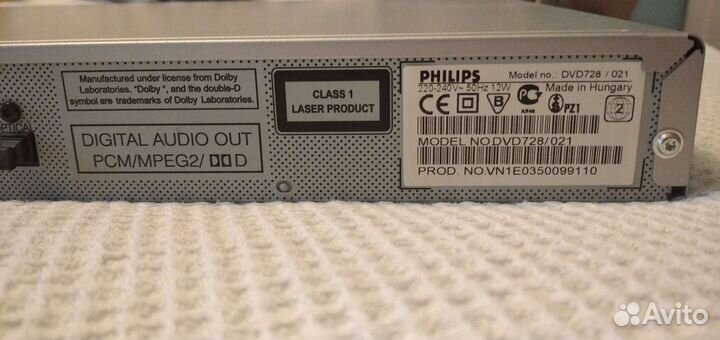 Manufactured under license from Dolby
Laboratories. "Dolby", and the double-D
symbol are trademarks of Dolby Laboratories.
OPTICAL
DIGITAL AUDIO OUT
PCM/MPEG2/ D
CLASS 1
LASER PRODUCT
PHILIPS Model no.: DVD728 / 021
220-240V~ 50Hz 12W Made in Hungary
CE B
PZ1 2
MODEL NO.DVD728/021
PROD. NO.VN1E0350099110
Avito